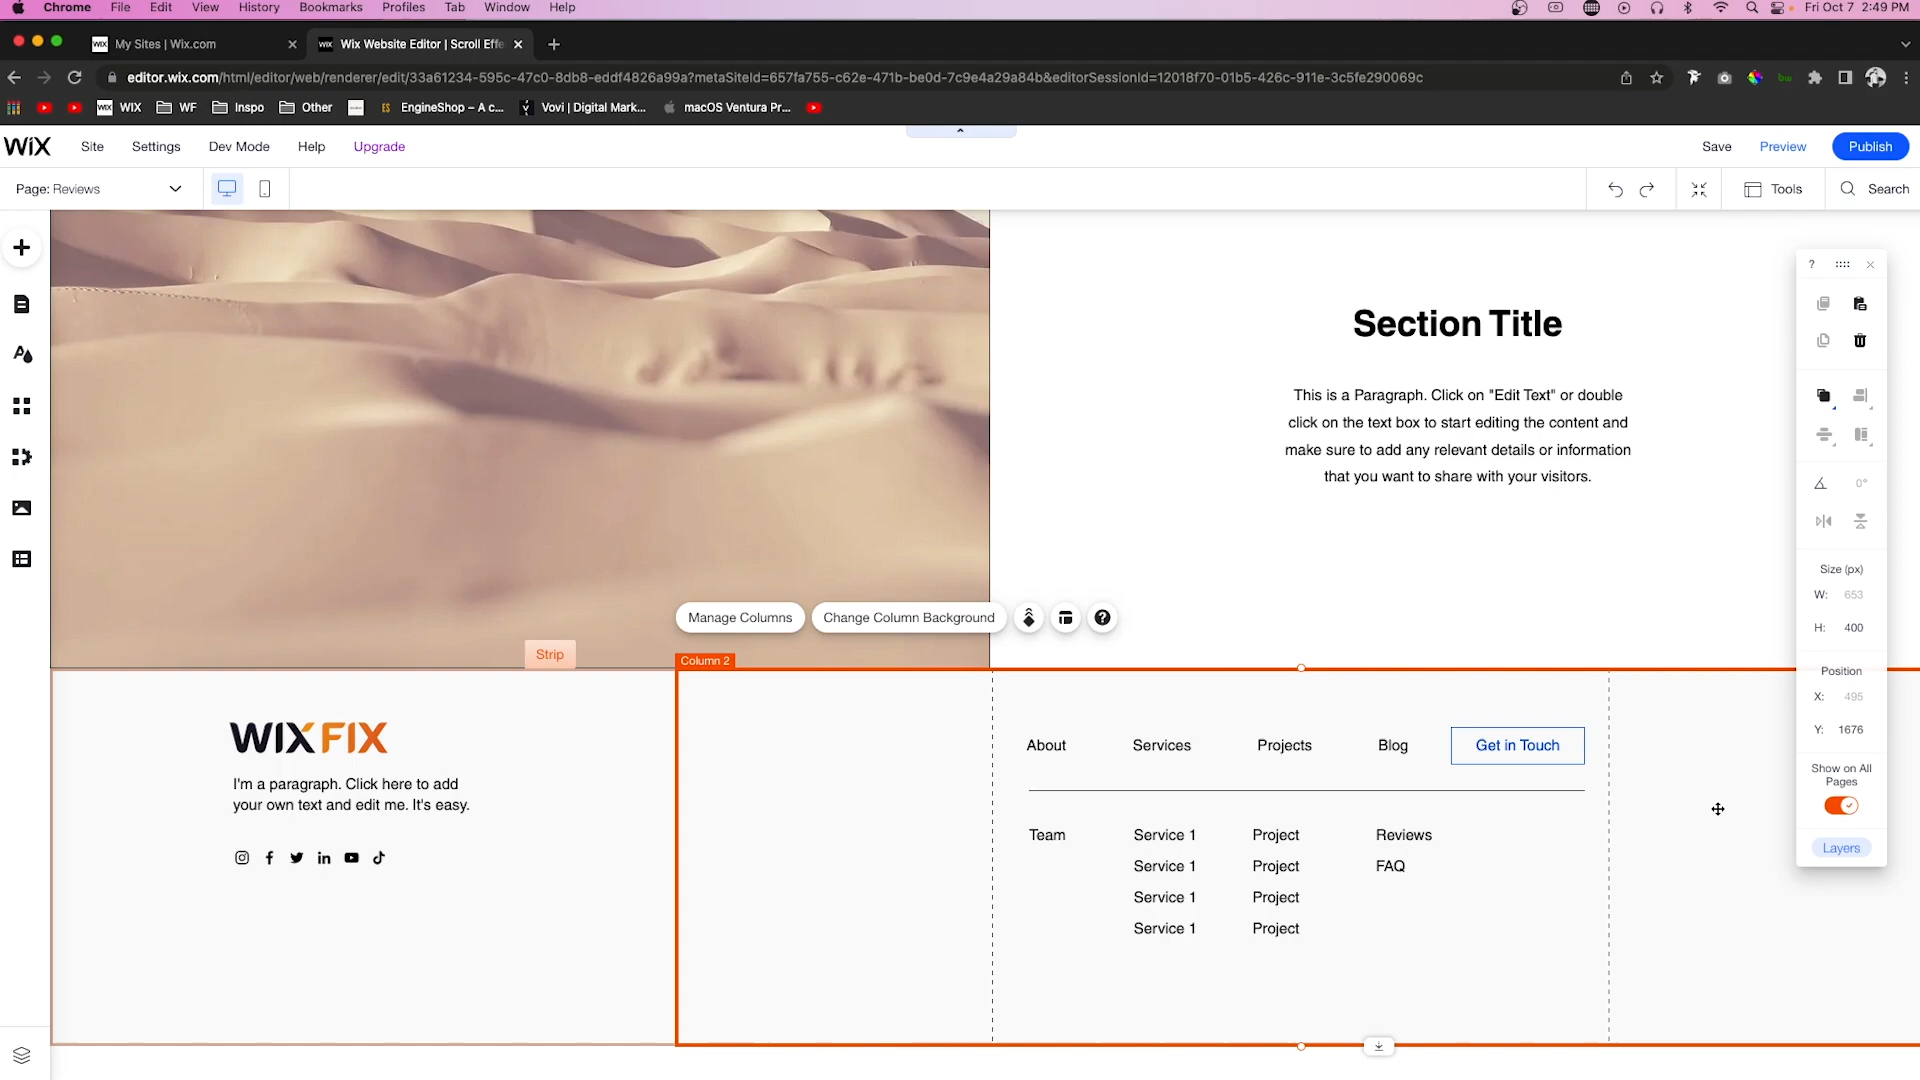 Chrome File Edit View History Bookmarks Profiles Tab Window Help Fri Oct 7 2:49 PM
WIX My Sites | Wix.com WIX Wix Website Editor | Scroll Effe
editor.wix.com/html/editor/web/renderer/edit/33a61234-595c-47c0-8db8-eddf4826a99a?metaSiteId=657fa755-c62e-471b-be0d-7c9e4a29a84b&editorSessionId=12018f70-01b5-426c-911e-3c5fe290069c
WIX WIX WF Inspo Other ES EngineShop – A c... Vovi | Digital Mark... macOS Ventura Pr...
WIX Site Settings Dev Mode Help Upgrade Save Preview Publish
Page: Reviews Tools Search
?
Section Title
This is a Paragraph. Click on "Edit Text" or double
click on the text box to start editing the content and
make sure to add any relevant details or information
that you want to share with your visitors.
0°
Size (px)
W: 653
H: 400
Manage Columns Change Column Background ?
Strip
Column 2
Position
X: 495
Y: 1676
Show on All
Pages
Layers
WIXFIX
I'm a paragraph. Click here to add
your own text and edit me. It's easy.
About Services Projects Blog Get in Touch
Team Service 1 Project Reviews
Service 1 Project FAQ
Service 1 Project
Service 1 Project